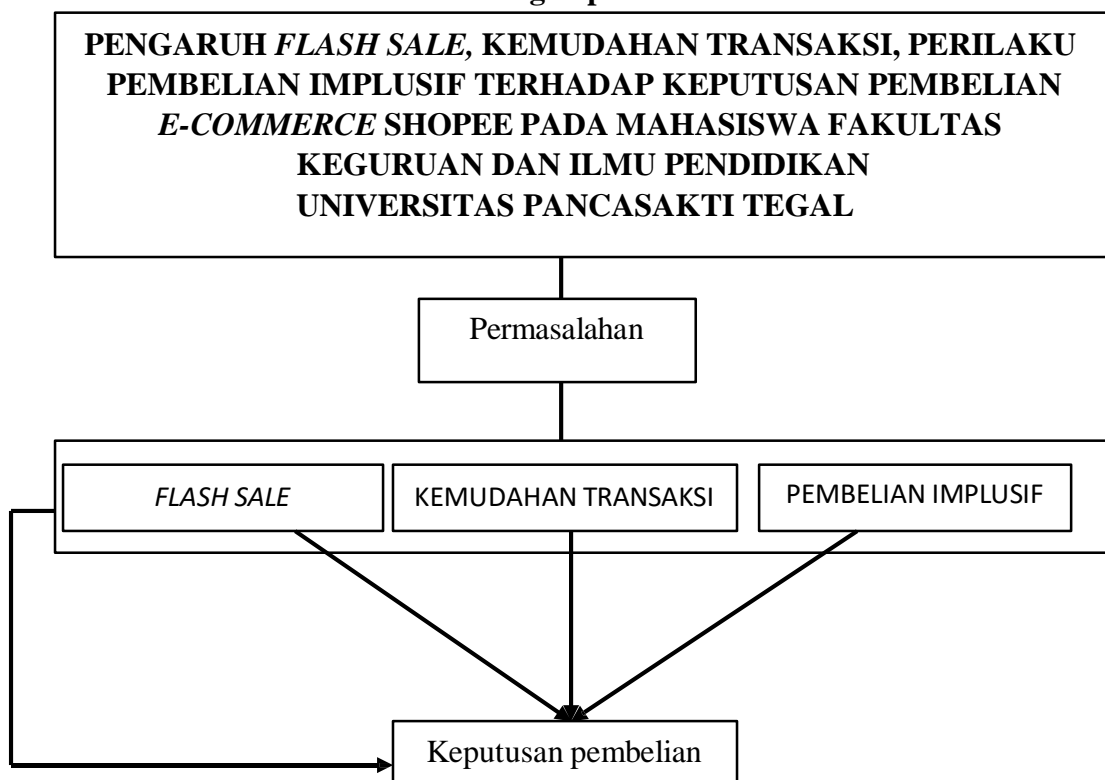 PENGARUH FLASH SALE, KEMUDAHAN TRANSAKSI, PERILAKU
PEMBELIAN IMPLUSIF TERHADAP KEPUTUSAN PEMBELIAN
E-COMMERCE SHOPEE PADA MAHASISWA FAKULTAS
KEGURUAN DAN ILMU PENDIDIKAN
UNIVERSITAS PANCASAKTI TEGAL
Permasalahan
FLASH SALE KEMUDAHAN TRANSAKSI PEMBELIAN IMPLUSIF
Keputusan pembelian